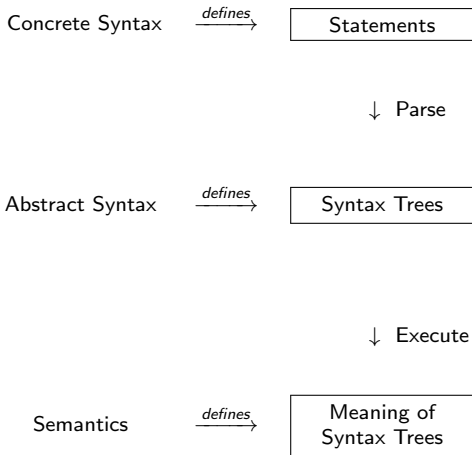 Concrete Syntax defines Statements
↓ Parse
Abstract Syntax defines Syntax Trees
↓ Execute
Semantics defines Meaning of
Syntax Trees